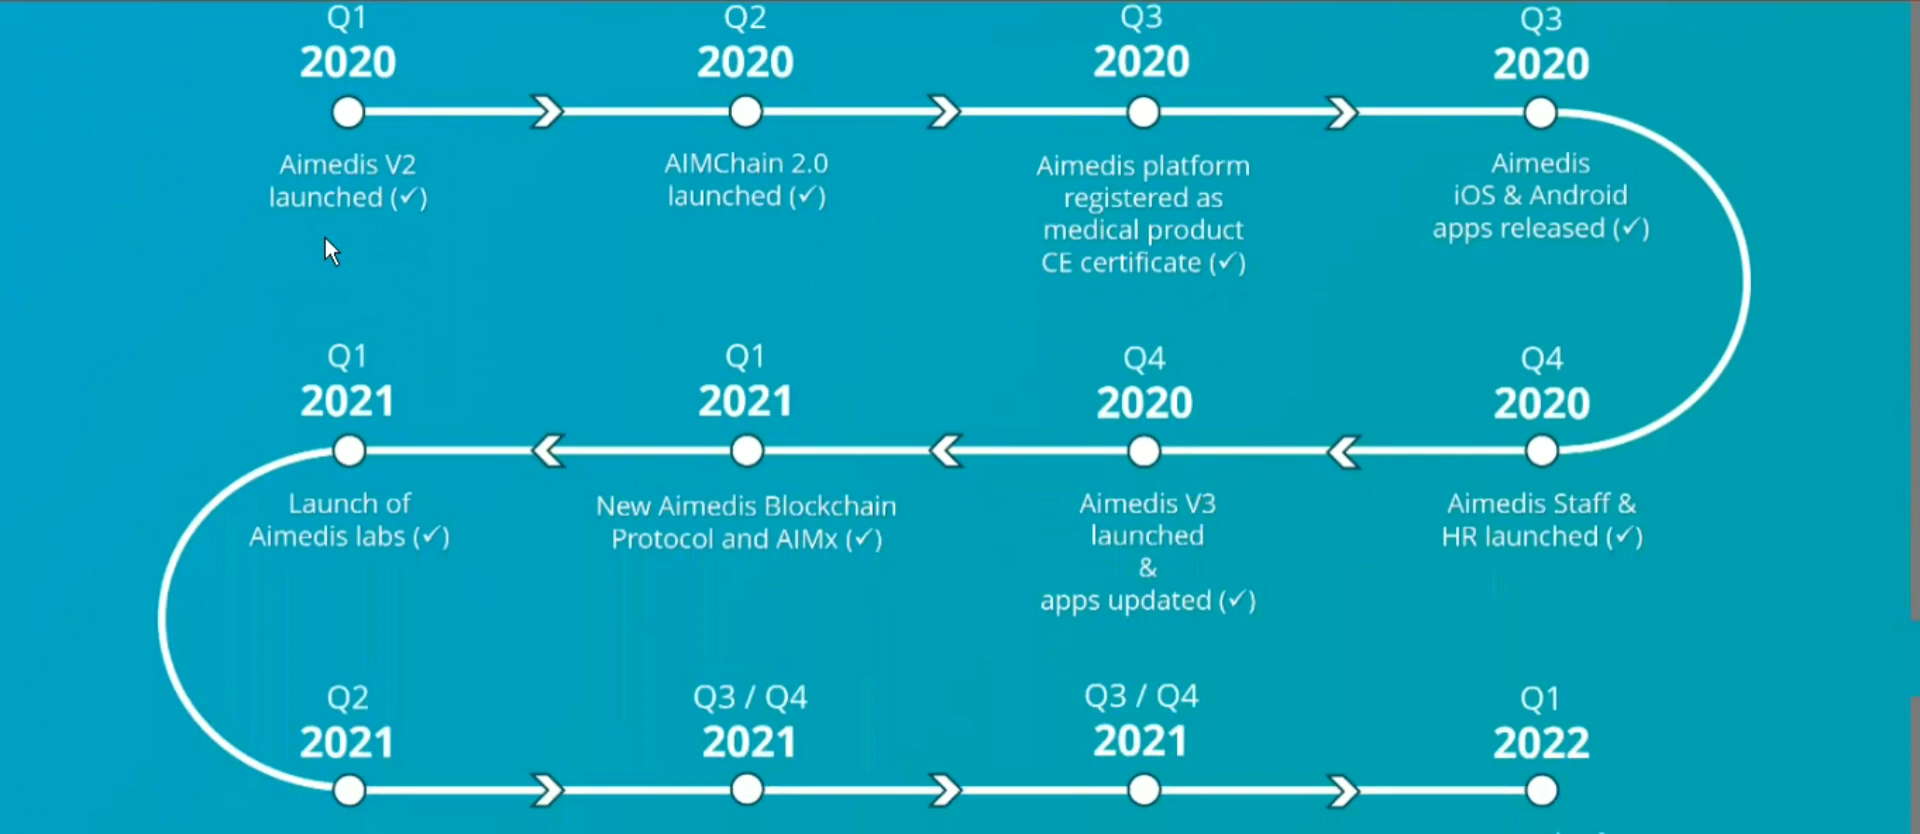 Q1
2020
Q2
2020
Q3
2020
Q3
2020
Aimedis V2
launched (✓)
AIMChain 2.0
launched (✓)
Aimedis platform
registered as
medical product
CE certificate (✓)
Aimedis
iOS & Android
apps released (✓)
Q4
2020
Q4
2020
Q1
2021
Q1
2021
Aimedis Staff &
HR launched (✓)
Aimedis V3
launched
&
apps updated (✓)
New Aimedis Blockchain
Protocol and AIMx (✓)
Launch of
Aimedis labs (✓)
Q2
2021
Q3 / Q4
2021
Q3 / Q4
2021
Q1
2022